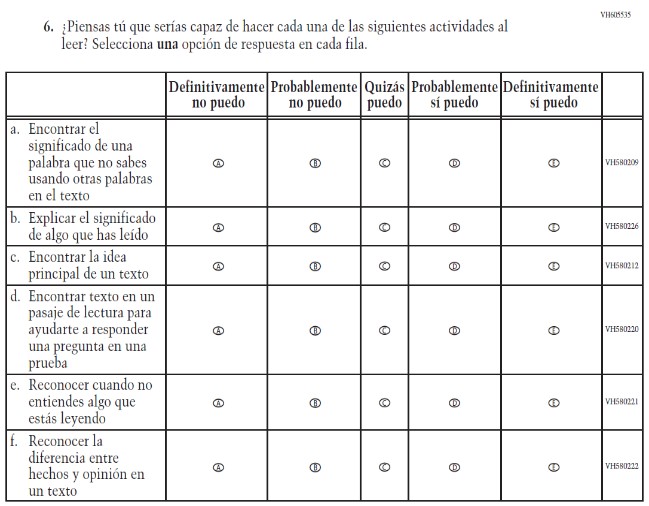 VH605535
6. ¿Piensas tú que serías capaz de hacer cada una de las siguientes actividades al
leer? Selecciona una opción de respuesta en cada fila.
Definitivamente no puedo Probablemente no puedo Quizás puedo Probablemente sí puedo Definitivamente sí puedo
a. Encontrar el
significado de una
palabra que no sabes
usando otras palabras
en el texto
A B C D E VH580209
b. Explicar el significado
de algo que has leído
A B C D E VH580226
c. Encontrar la idea
principal de un texto
A B C D E VH580212
d. Encontrar texto en un
pasaje de lectura para
ayudarte a responder
una pregunta en una
prueba
A B C D E VH580220
e. Reconocer cuando no
entiendes algo que
estás leyendo
A B C D E VH580221
f. Reconocer la
diferencia entre
hechos y opinión en
un texto
A B C D E VH580222